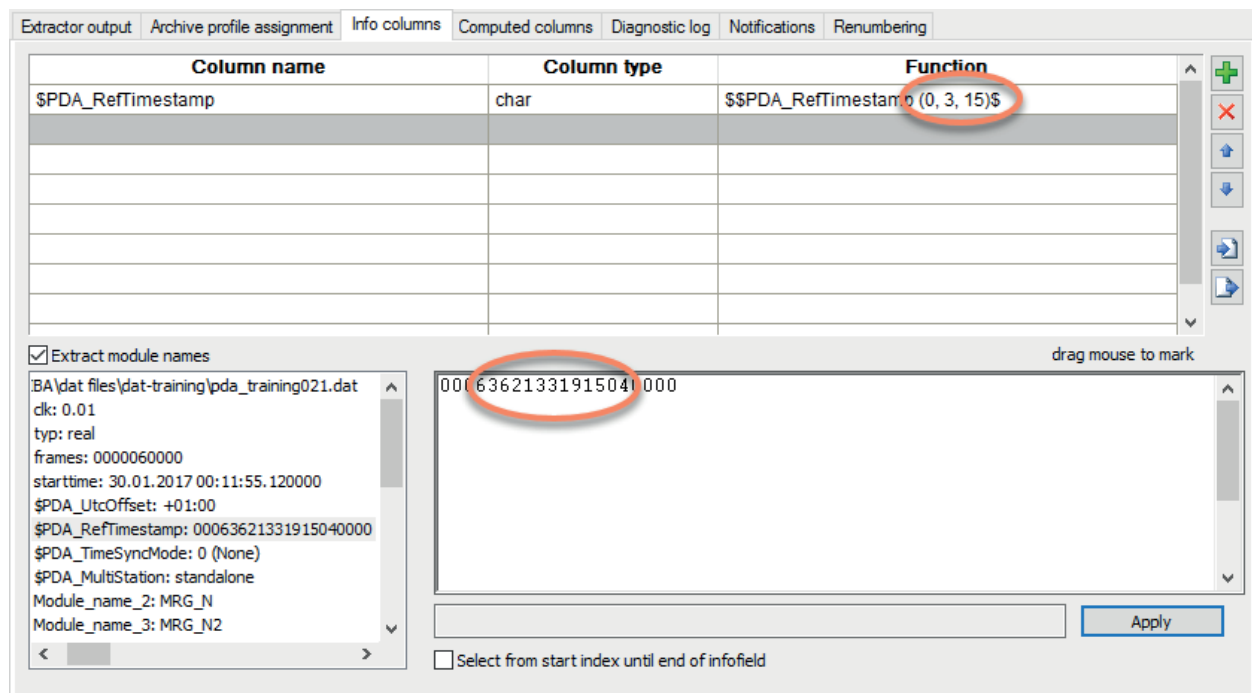 Extractor output Archive profile assignment Info columns Computed columns Diagnostic log Notifications Renumbering
Column name Column type Function
$PDA_RefTimestamp char $$PDA_RefTimestamp (0, 3, 15)$
Extract module names
drag mouse to mark
:BA\dat files\dat-training\pda_training021.dat
clk: 0.01
typ: real
frames: 0000060000
starttime: 30.01.2017 00:11:55.120000
$PDA_UtcOffset: +01:00
$PDA_RefTimestamp: 00063621331915040000
$PDA_TimeSyncMode: 0 (None)
$PDA_MultiStation: standalone
Module_name_2: MRG_N
Module_name_3: MRG_N2
00063621331915040000
Apply
Select from start index until end of infofield